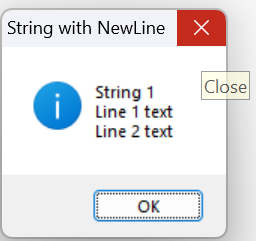 String with NewLine
Close
String 1
Line 1 text
Line 2 text
OK